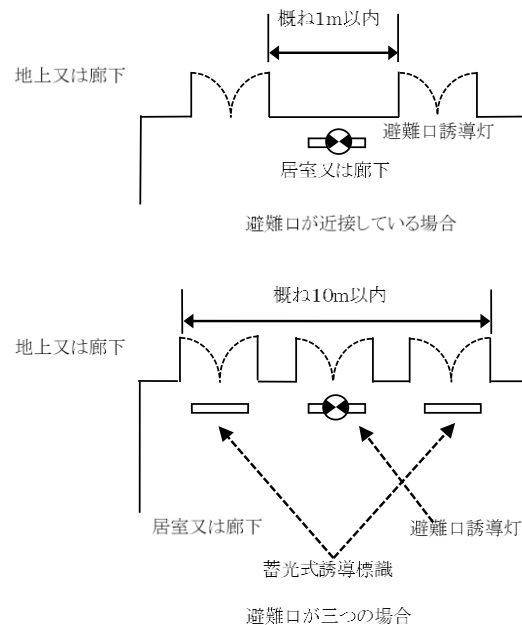 概ね1m以内
地上又は廊下
避難口誘導灯
居室又は廊下
避難口が近接している場合
概ね10m以内
地上又は廊下
居室又は廊下
避難口誘導灯
蓄光式誘導標識
避難口が三つの場合